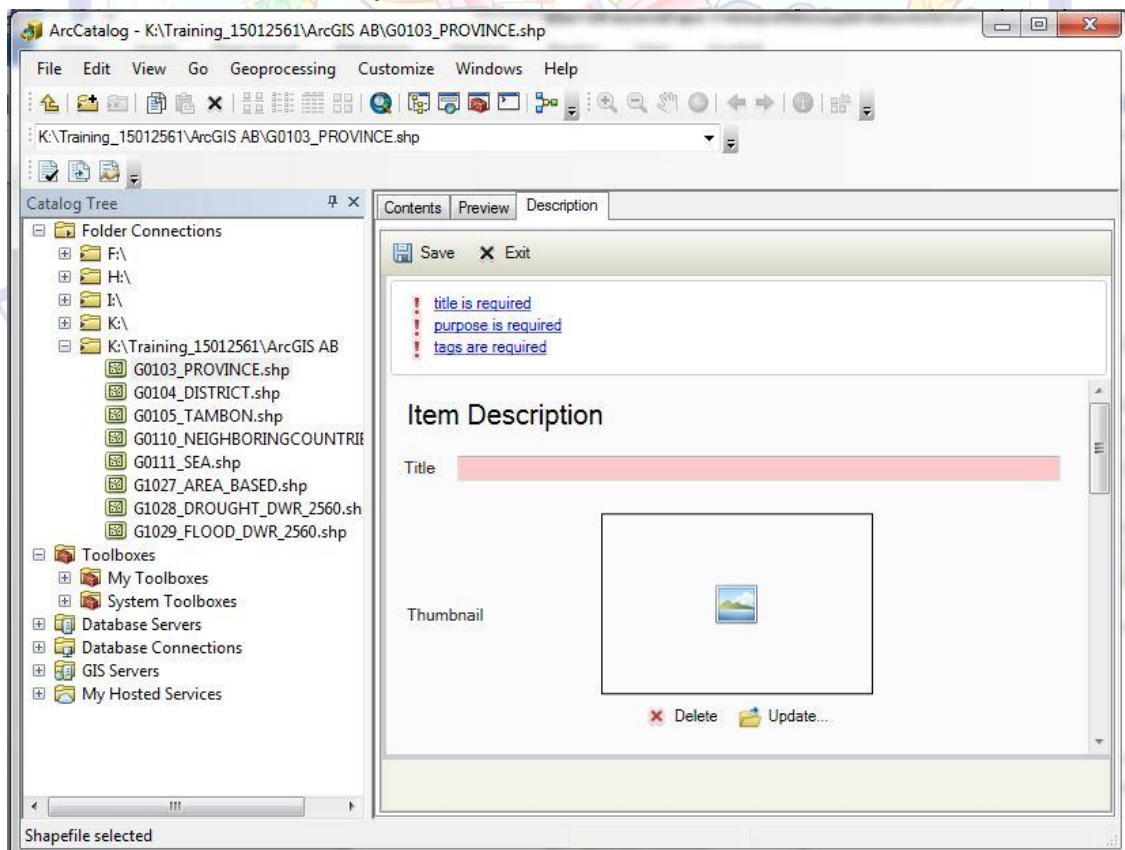 ArcCatalog - K:\Training_15012561\ArcGIS AB\G0103_PROVINCE.shp
File Edit View Go Geoprocessing Customize Windows Help
K:\Training_15012561\ArcGIS AB\G0103_PROVINCE.shp
Catalog Tree
Folder Connections
F:\
H:\
I:\
K:\
K:\Training_15012561\ArcGIS AB
G0103_PROVINCE.shp
G0104_DISTRICT.shp
G0105_TAMBON.shp
G0110_NEIGHBORINGCOUNTRIE
G0111_SEA.shp
G1027_AREA_BASED.shp
G1028_DROUGHT_DWR_2560.sh
G1029_FLOOD_DWR_2560.shp
Toolboxes
My Toolboxes
System Toolboxes
Database Servers
Database Connections
GIS Servers
My Hosted Services
Contents Preview Description
Save Exit
title is required
purpose is required
tags are required
Item Description
Title
Thumbnail
Delete Update...
Shapefile selected